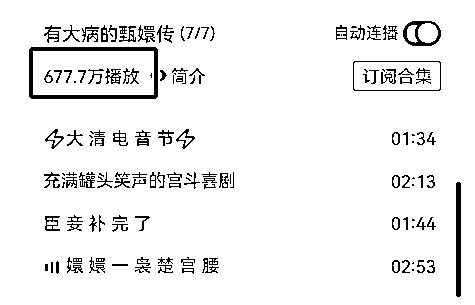 有大病的甄嬛传 (7/7) 自动连播
677.7万播放 简介 订阅合集
⚡大清电音节⚡ 01:34
充满罐头笑声的宫斗喜剧 02:13
臣妾补完了 01:44
嬛嬛一袅楚宫腰 02:53